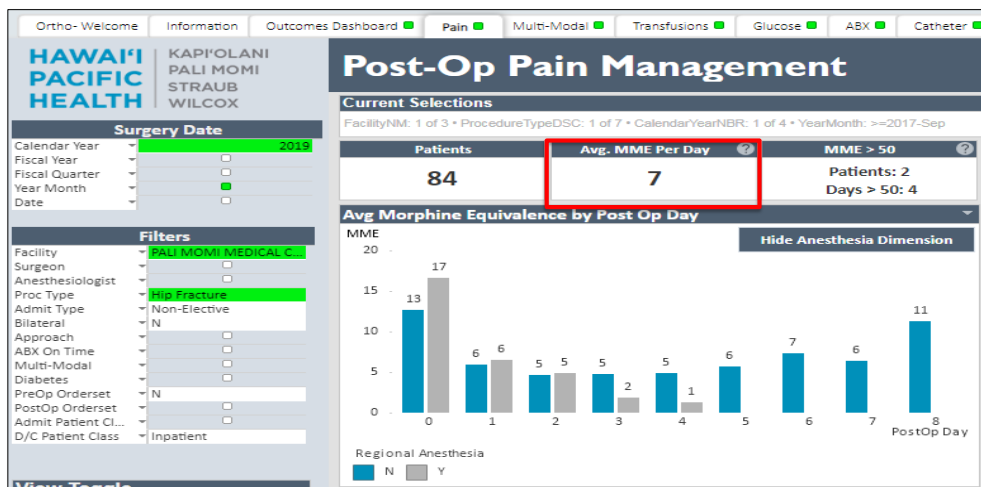 Ortho- Welcome Information Outcomes Dashboard Pain Multi-Modal Transfusions Glucose ABX Catheter
HAWAI'I
PACIFIC
HEALTH
KAPI'OLANI
PALI MOMI
STRAUB
WILCOX
Post-Op Pain Management
Current Selections
FacilityNM: 1 of 3 • ProcedureTypeDSC: 1 of 7 • CalendarYearNBR: 1 of 4 • YearMonth: >=2017-Sep
Surgery Date
Calendar Year 2019
Fiscal Year
Fiscal Quarter
Year Month
Date
Patients
84
Avg. MME Per Day ?
7
MME > 50 ?
Patients: 2
Days > 50: 4
Filters
Facility PALI MOMI MEDICAL C...
Surgeon
Anesthesiologist
Proc Type Hip Fracture
Admit Type Non-Elective
Bilateral N
Approach
ABX On Time
Multi-Modal
Diabetes
PreOp Orderset N
PostOp Orderset
Admit Patient Cl...
D/C Patient Class Inpatient
View Toggle
Avg Morphine Equivalence by Post Op Day
Hide Anesthesia Dimension
MME
20
15
10
5
0
13 17
6 6
5 5
5 2
5 1
6
7
6
11
0 1 2 3 4 5 6 7 8
PostOp Day
Regional Anesthesia
N Y